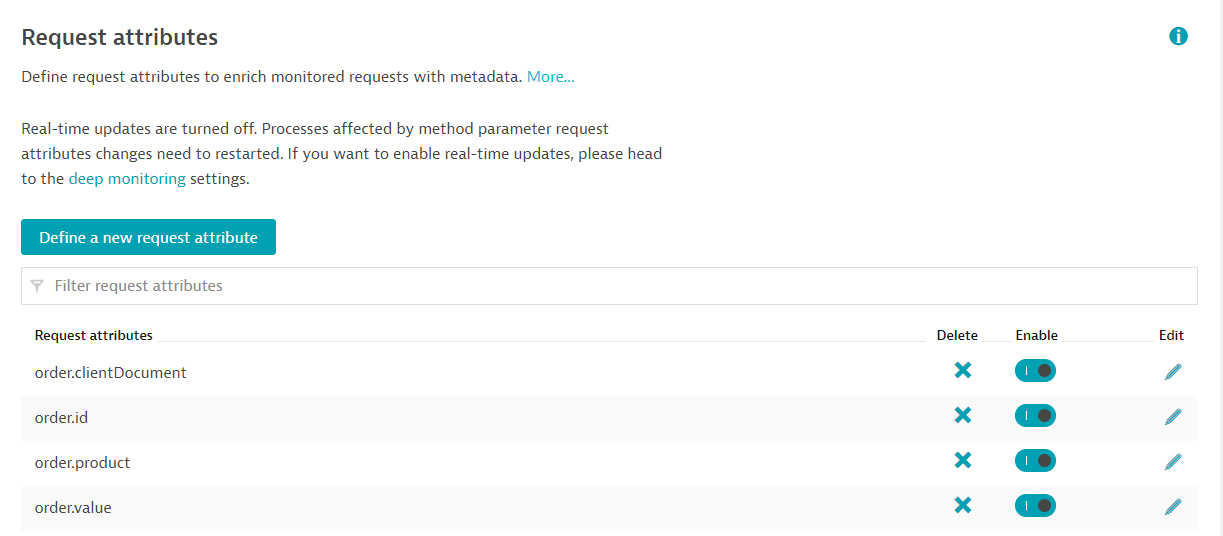 Request attributes
Define request attributes to enrich monitored requests with metadata. More...
Real-time updates are turned off. Processes affected by method parameter request
attributes changes need to restarted. If you want to enable real-time updates, please head
to the deep monitoring settings.
Define a new request attribute
Filter request attributes
Request attributes Delete Enable Edit
order.clientDocument
order.id
order.product
order.value